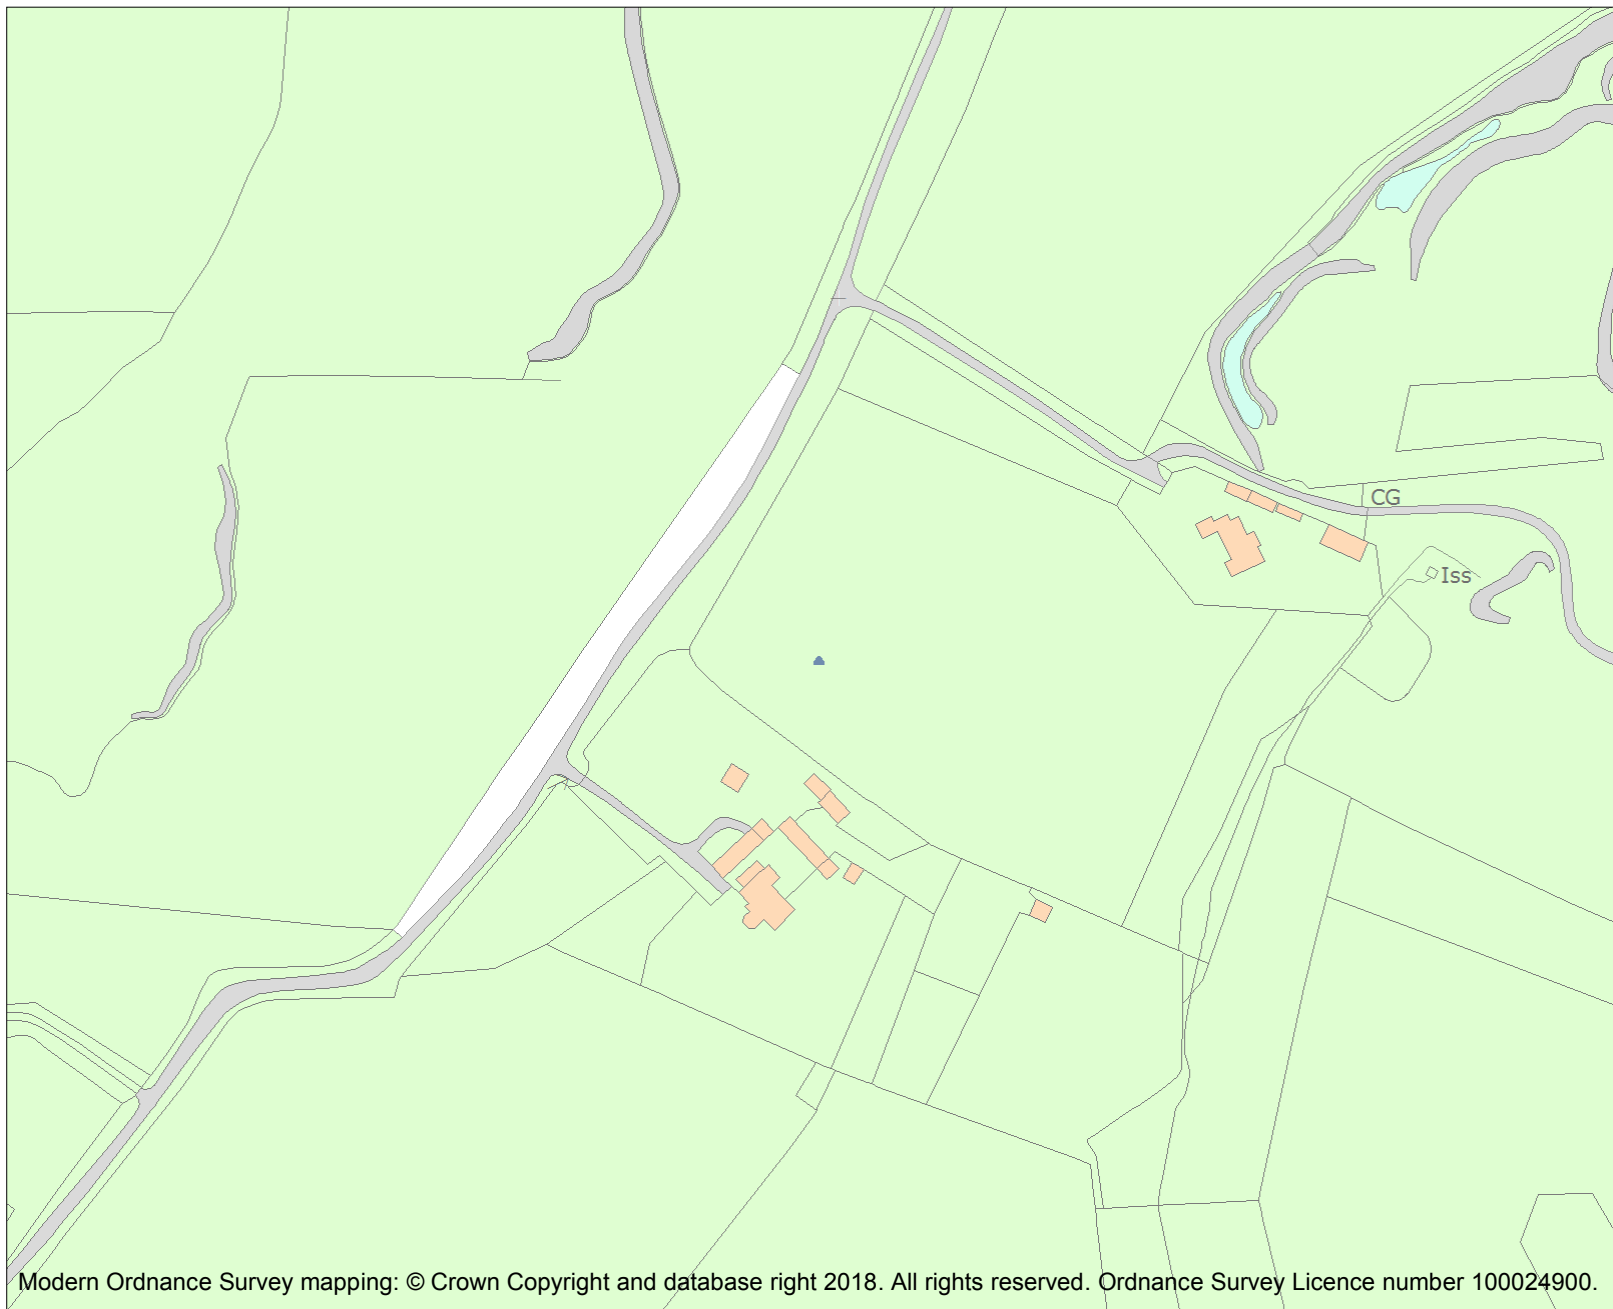 CG
Iss
Modern Ordnance Survey mapping: © Crown Copyright and database right 2018. All rights reserved. Ordnance Survey Licence number 100024900.